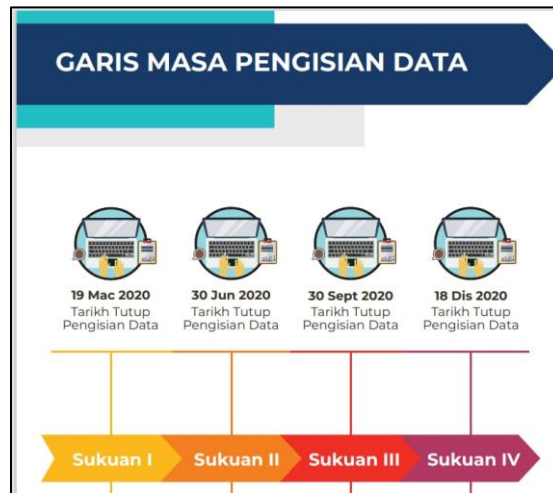 GARIS MASA PENGISIAN DATA
19 Mac 2020
Tarikh Tutup
Pengisian Data
30 Jun 2020
Tarikh Tutup
Pengisian Data
30 Sept 2020
Tarikh Tutup
Pengisian Data
18 Dis 2020
Tarikh Tutup
Pengisian Data
Sukuan I
Sukuan II
Sukuan III
Sukuan IV